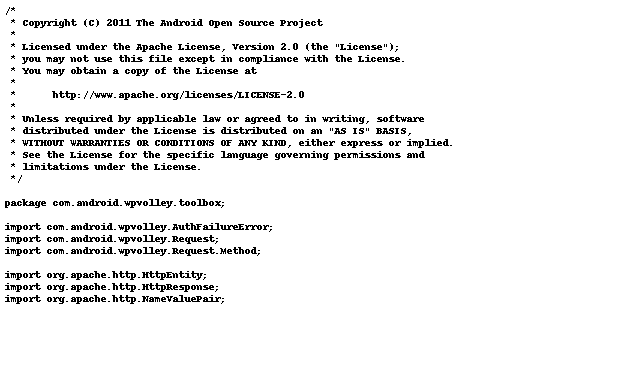 /*
 * Copyright (C) 2011 The Android Open Source Project
 *
 * Licensed under the Apache License, Version 2.0 (the "License");
 * you may not use this file except in compliance with the License.
 * You may obtain a copy of the License at
 *
 *      http://www.apache.org/licenses/LICENSE-2.0
 *
 * Unless required by applicable law or agreed to in writing, software
 * distributed under the License is distributed on an "AS IS" BASIS,
 * WITHOUT WARRANTIES OR CONDITIONS OF ANY KIND, either express or implied.
 * See the License for the specific language governing permissions and
 * limitations under the License.
 */

package com.android.wpvolley.toolbox;

import com.android.wpvolley.AuthFailureError;
import com.android.wpvolley.Request;
import com.android.wpvolley.Request.Method;

import org.apache.http.HttpEntity;
import org.apache.http.HttpResponse;
import org.apache.http.NameValuePair;